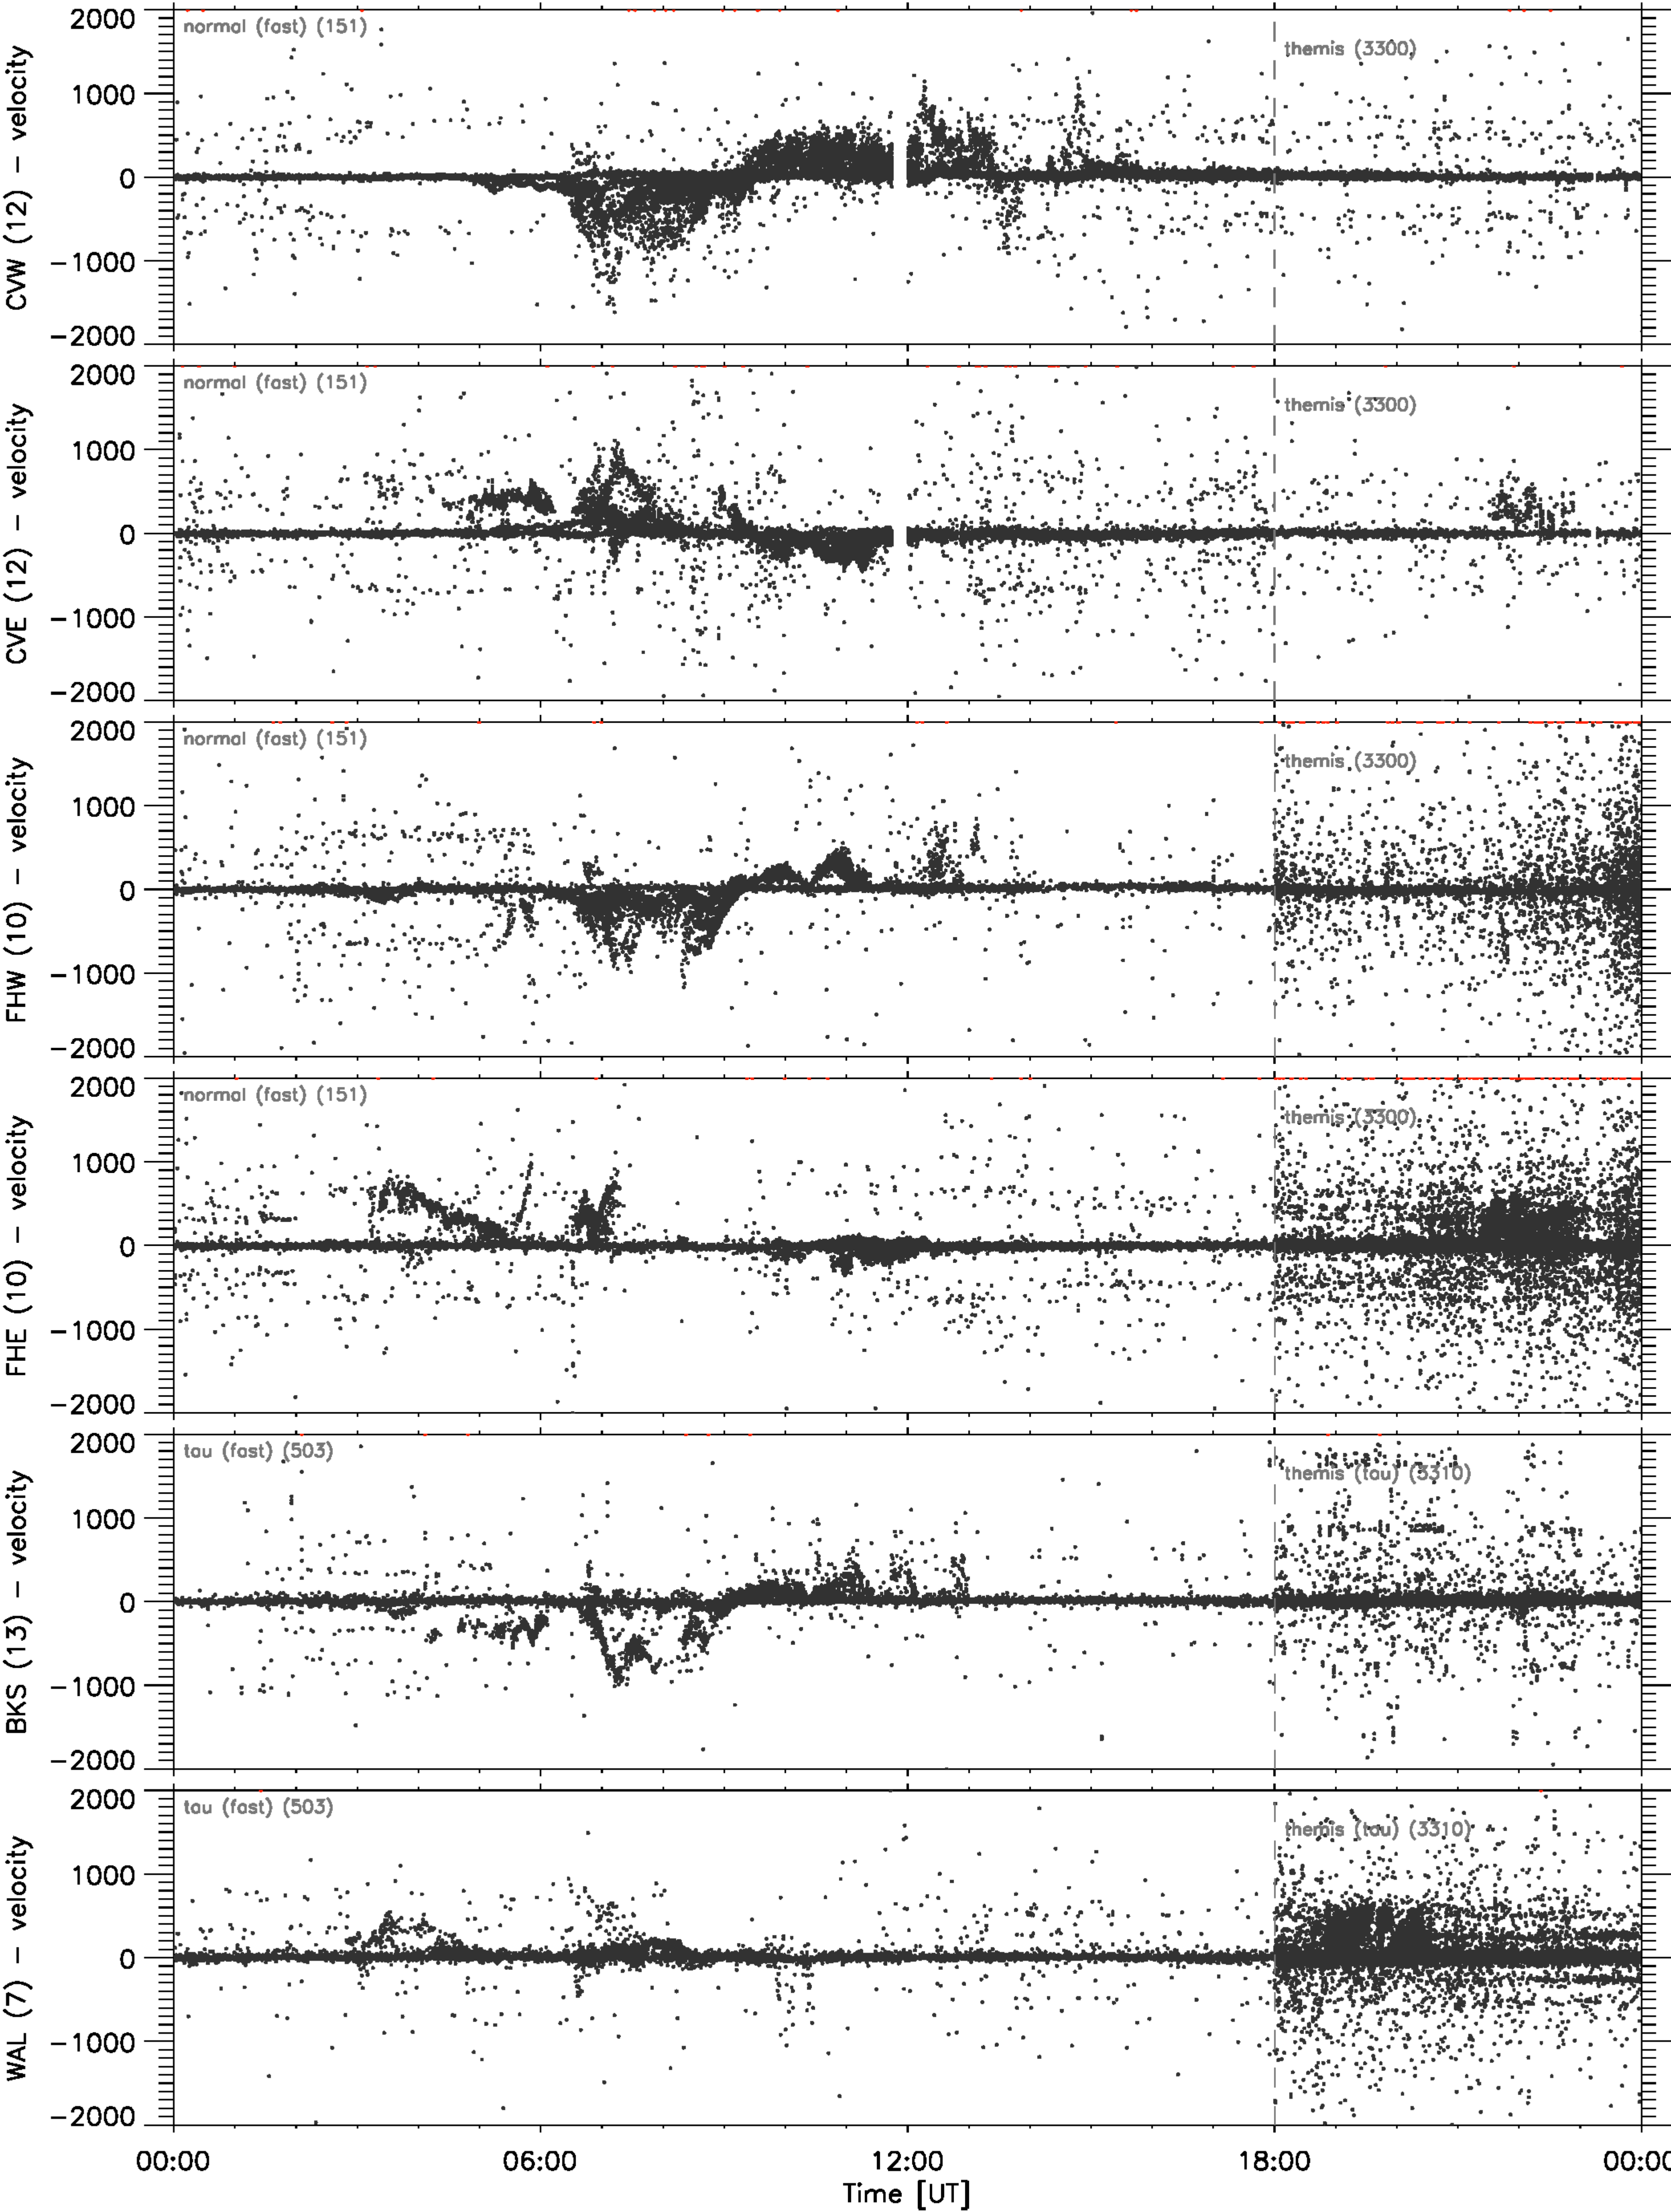 CVW (12) – velocity
2000
1000
0
−1000
−2000
normal (fast) (151)
themis (3300)
CVE (12) – velocity
2000
1000
0
−1000
−2000
normal (fast) (151)
themis (3300)
FHW (10) – velocity
2000
1000
0
−1000
−2000
normal (fast) (151)
themis (3300)
FHE (10) – velocity
2000
1000
0
−1000
−2000
normal (fast) (151)
themis (3300)
BKS (13) – velocity
2000
1000
0
−1000
−2000
tau (fast) (503)
themis (tau) (3310)
WAL (7) – velocity
2000
1000
0
−1000
−2000
tau (fast) (503)
themis (tau) (3310)
00:00 06:00 12:00 18:00 00:00
Time [UT]